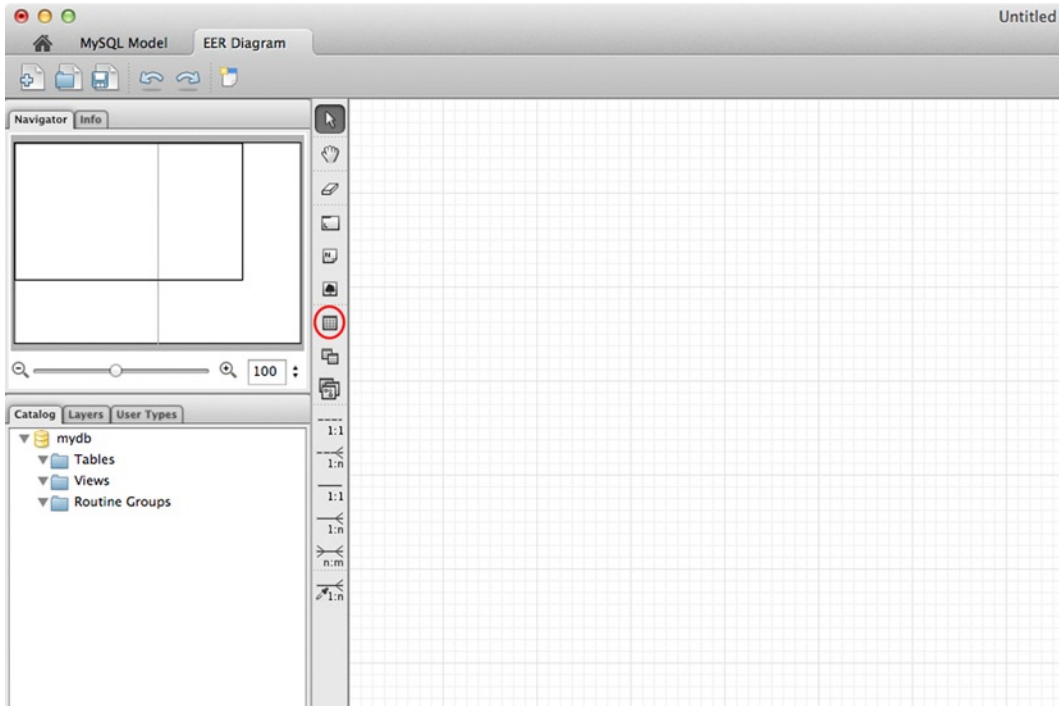 Untitled
MySQL Model
EER Diagram
Navigator
Info
100
Catalog
Layers
User Types
mydb
Tables
Views
Routine Groups
N
1:1
1:n
1:1
1:n
n:m
1:n